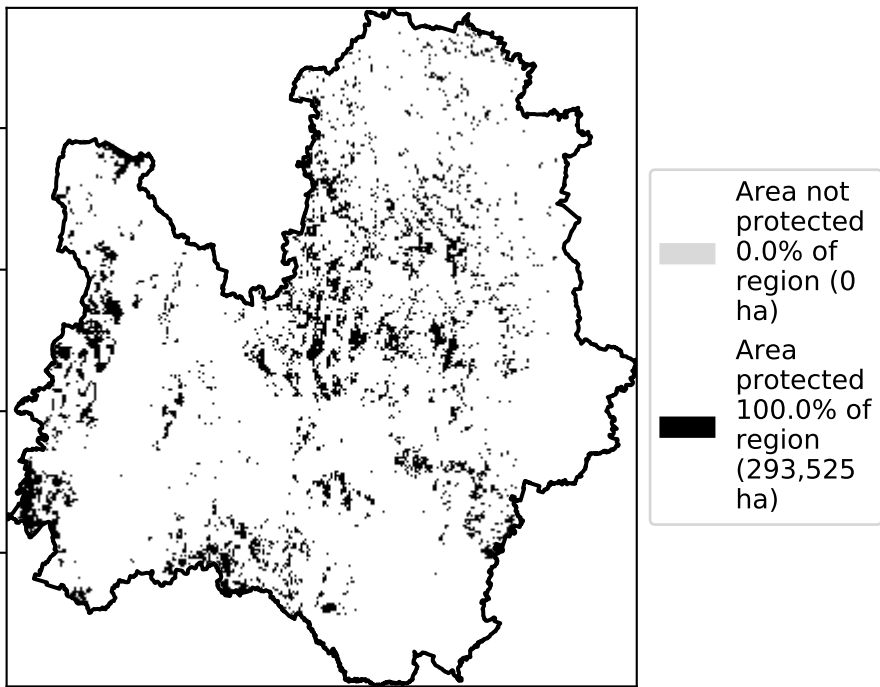 Area not
protected
0.0% of
region (0
ha)
Area
protected
100.0% of
region
(293,525
ha)